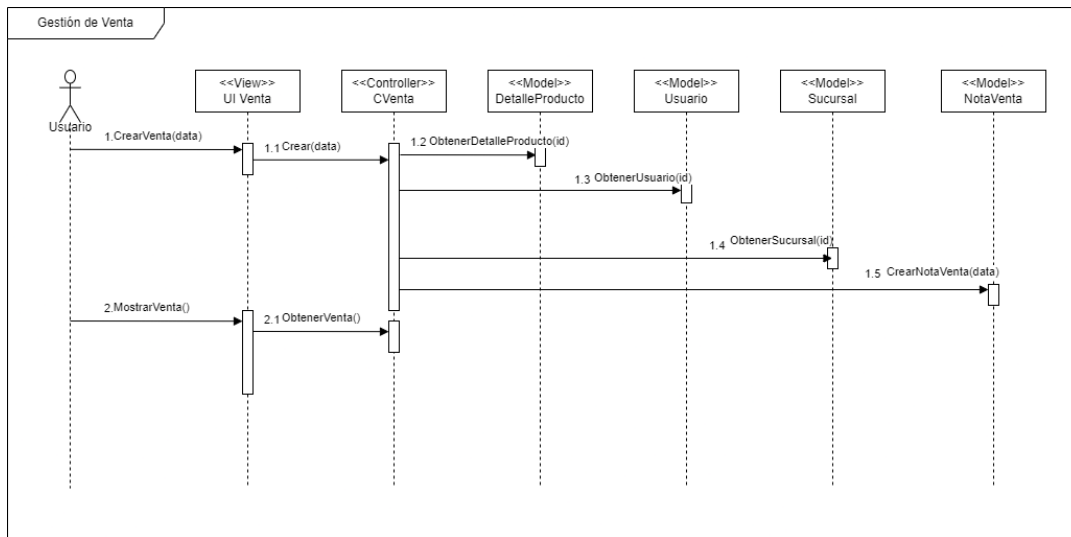 Gestión de Venta
<<View>>
UI Venta
<<Controller>>
CVenta
<<Model>>
DetalleProducto
<<Model>>
Usuario
<<Model>>
Sucursal
<<Model>>
NotaVenta
Usuario
1.CrearVenta(data)
1.1 Crear(data)
1.2 ObtenerDetalleProducto(id)
1.3 ObtenerUsuario(id)
1.4 ObtenerSucursal(id)
1.5 CrearNotaVenta(data)
2.MostrarVenta()
2.1 ObtenerVenta()